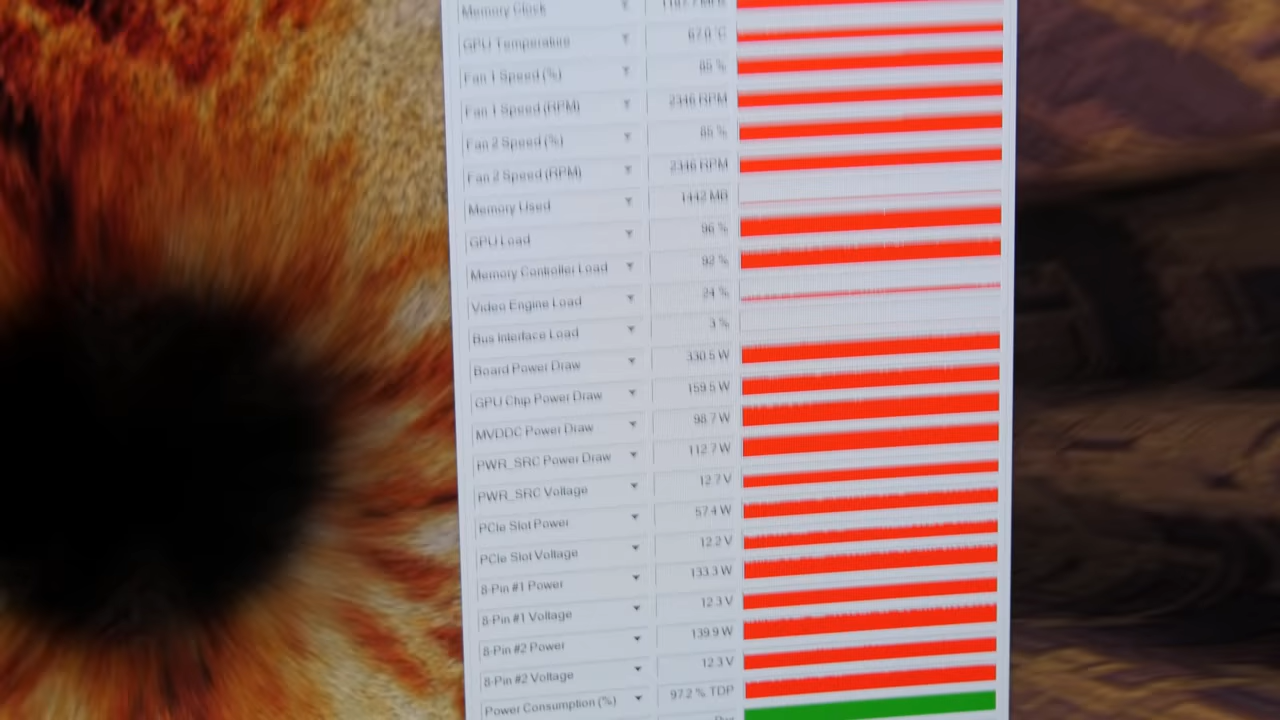 Memory Clock
GPU Temperature 67.0 °C
Fan 1 Speed (%) 85 %
Fan 1 Speed (RPM) 2346 RPM
Fan 2 Speed (%) 85 %
Fan 2 Speed (RPM) 2346 RPM
Memory Used 1442 MB
GPU Load 96 %
Memory Controller Load 92 %
Video Engine Load 24 %
Bus Interface Load 3 %
Board Power Draw 330.5 W
GPU Chip Power Draw 159.5 W
MVDDC Power Draw 98.7 W
PWR_SRC Power Draw 112.7 W
PWR_SRC Voltage 12.7 V
PCIe Slot Power 57.4 W
PCIe Slot Voltage 12.2 V
8-Pin #1 Power 133.3 W
8-Pin #1 Voltage 12.3 V
8-Pin #2 Power 139.9 W
8-Pin #2 Voltage 12.3 V
Power Consumption (%) 97.2 % TDP